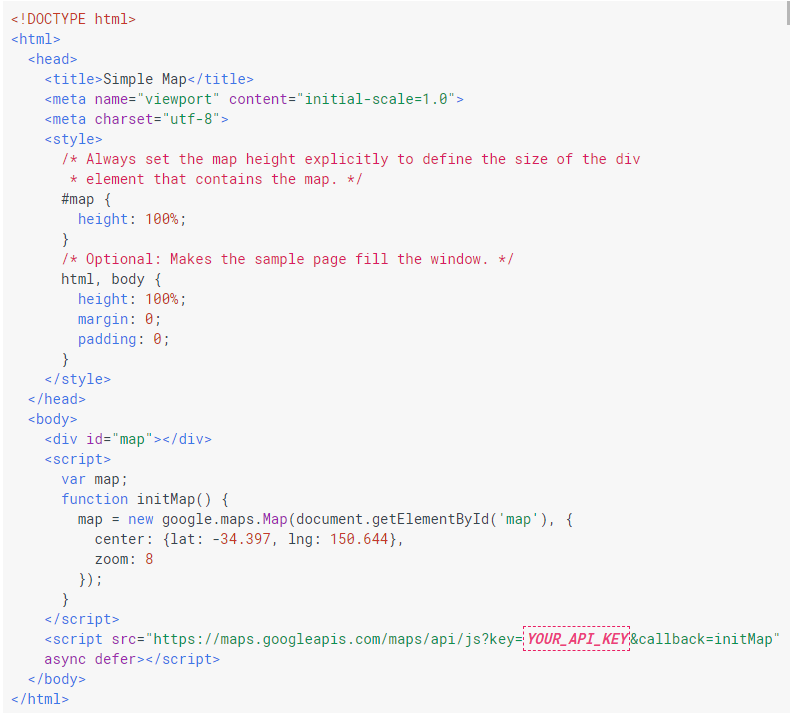 <!DOCTYPE html>
<html>
  <head>
    <title>Simple Map</title>
    <meta name="viewport" content="initial-scale=1.0">
    <meta charset="utf-8">
    <style>
      /* Always set the map height explicitly to define the size of the div
       * element that contains the map. */
      #map {
        height: 100%;
      }
      /* Optional: Makes the sample page fill the window. */
      html, body {
        height: 100%;
        margin: 0;
        padding: 0;
      }
    </style>
  </head>
  <body>
    <div id="map"></div>
    <script>
      var map;
      function initMap() {
        map = new google.maps.Map(document.getElementById('map'), {
          center: {lat: -34.397, lng: 150.644},
          zoom: 8
        });
      }
    </script>
    <script src="https://maps.googleapis.com/maps/api/js?key=YOUR_API_KEY&callback=initMap"
    async defer></script>
  </body>
</html>